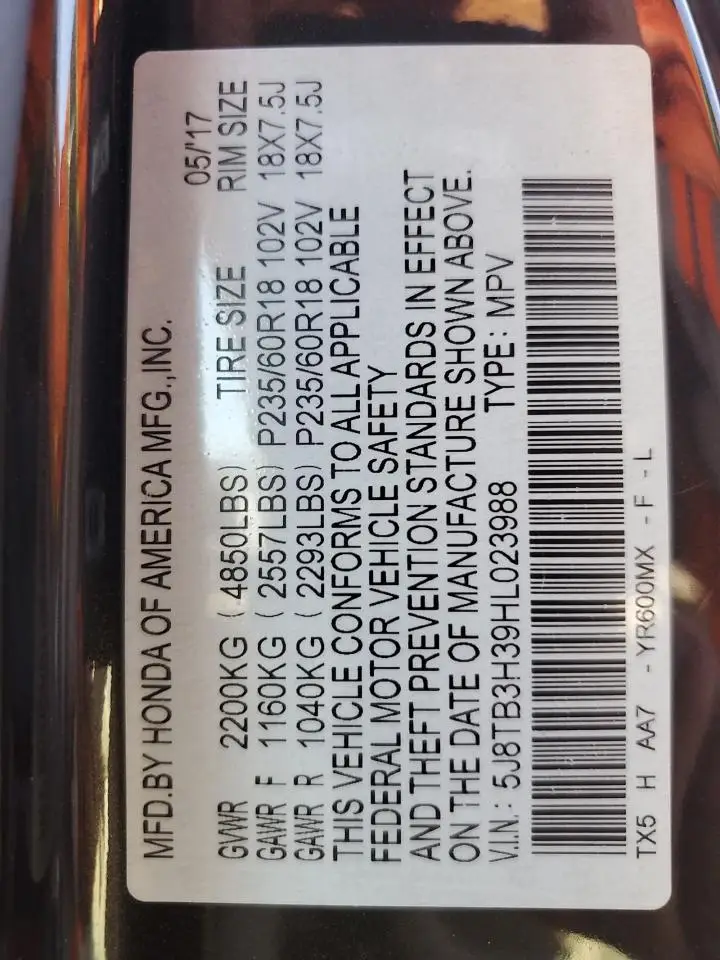 MFD.BY HONDA OF AMERICA MFG.,INC.
05/'17
GVWR 2200KG ( 4850LBS) TIRE SIZE RIM SIZE
GAWR F 1160KG ( 2557LBS) P235/60R18 102V 18X7.5J
GAWR R 1040KG ( 2293LBS) P235/60R18 102V 18X7.5J
THIS VEHICLE CONFORMS TO ALL APPLICABLE
FEDERAL MOTOR VEHICLE SAFETY
AND THEFT PREVENTION STANDARDS IN EFFECT
ON THE DATE OF MANUFACTURE SHOWN ABOVE.
V.I.N.: 5J8TB3H39HL023988 TYPE: MPV
TX5 H AA7 - YR600MX - F - L